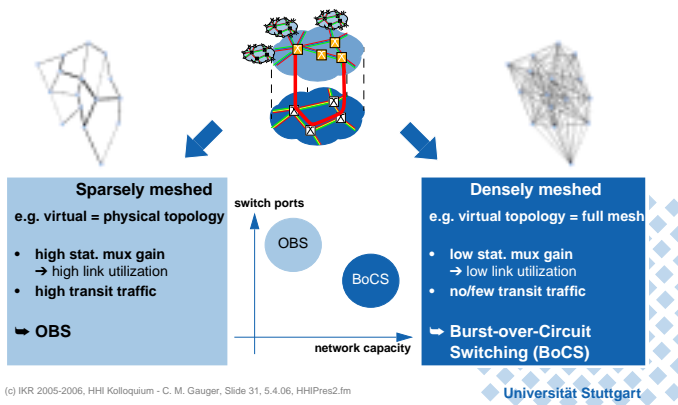 Sparsely meshed
e.g. virtual = physical topology
• high stat. mux gain
➔ high link utilization
• high transit traffic
➥ OBS
switch ports
OBS
BoCS
network capacity
Densely meshed
e.g. virtual topology = full mesh
• low stat. mux gain
➔ low link utilization
• no/few transit traffic
➥ Burst-over-Circuit
Switching (BoCS)
(c) IKR 2005-2006, HHI Kolloquium - C. M. Gauger, Slide 31, 5.4.06, HHIPres2.fm
Universität Stuttgart